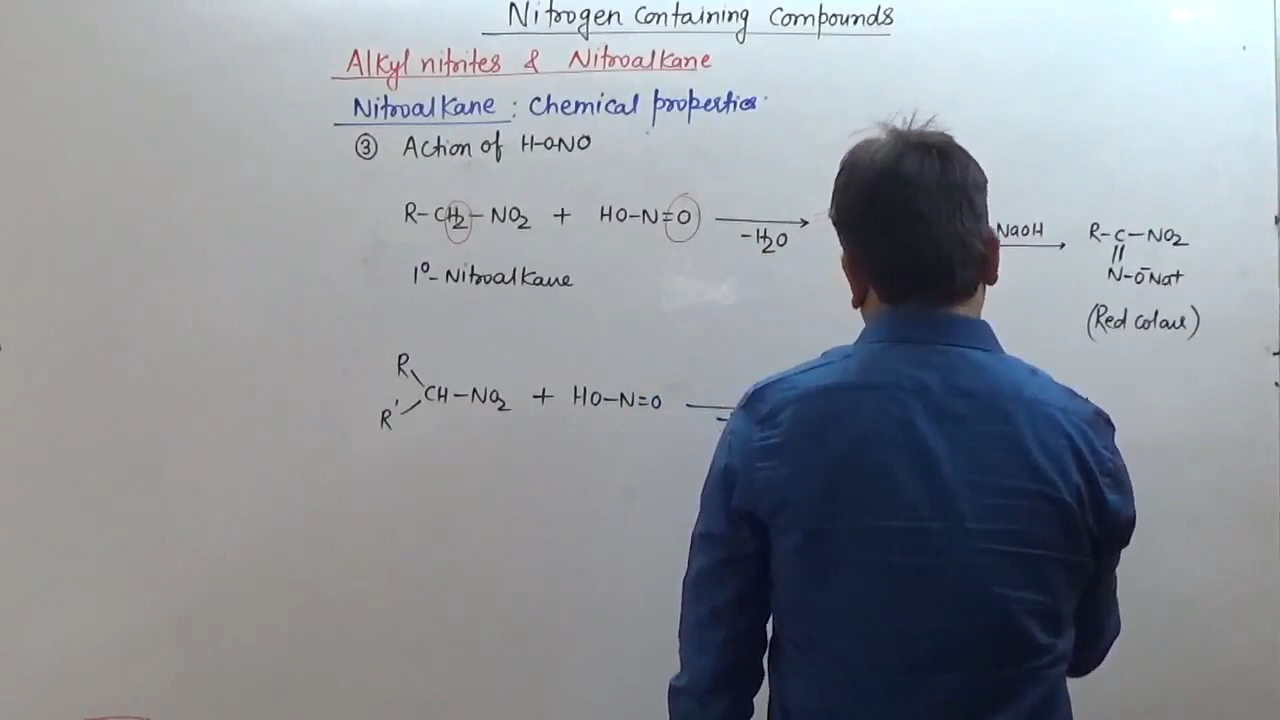 Nitrogen Containing Compounds
Alkyl nitrites & Nitroalkane
Nitroalkane : Chemical properties
③ Action of H-O-NO
R-CH2-NO2 + HO-N=O → NaOH → R-C-NO2
-H2O
||
1°-Nitroalkane N-O⁻Na+
(Red colour)
R
CH-NO2 + HO-N=O
R'